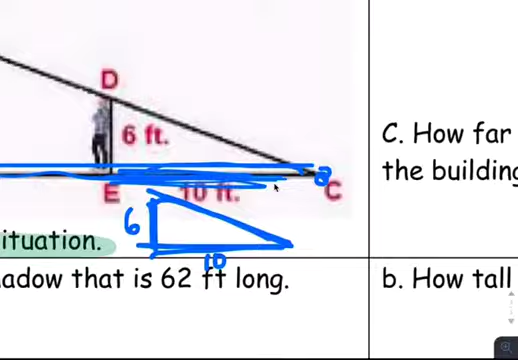 D
6 ft.
C. How far
the building
E
10 ft.
C
6
ituation.
10
adow that is 62 ft long.
b. How tall